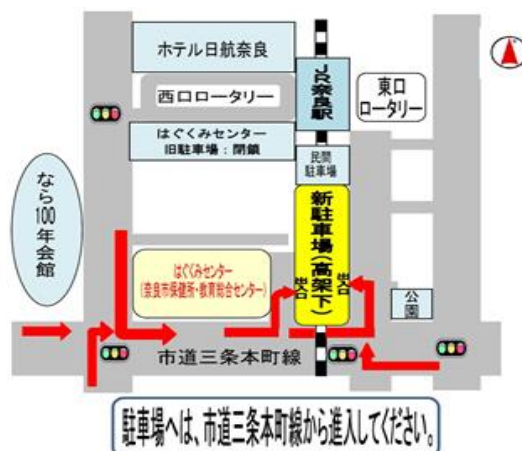 ホテル日航奈良
JR奈良駅
西口ロータリー
東口
ロータリー
はぐくみセンター
旧駐車場：閉鎖
民間
駐車場
なら100年会館
新駐車場（高架下）
はぐくみセンター
（奈良市保健所・教育総合センター）
出入口
出入口
公園
市道三条本町線
駐車場へは、市道三条本町線から進入してください。